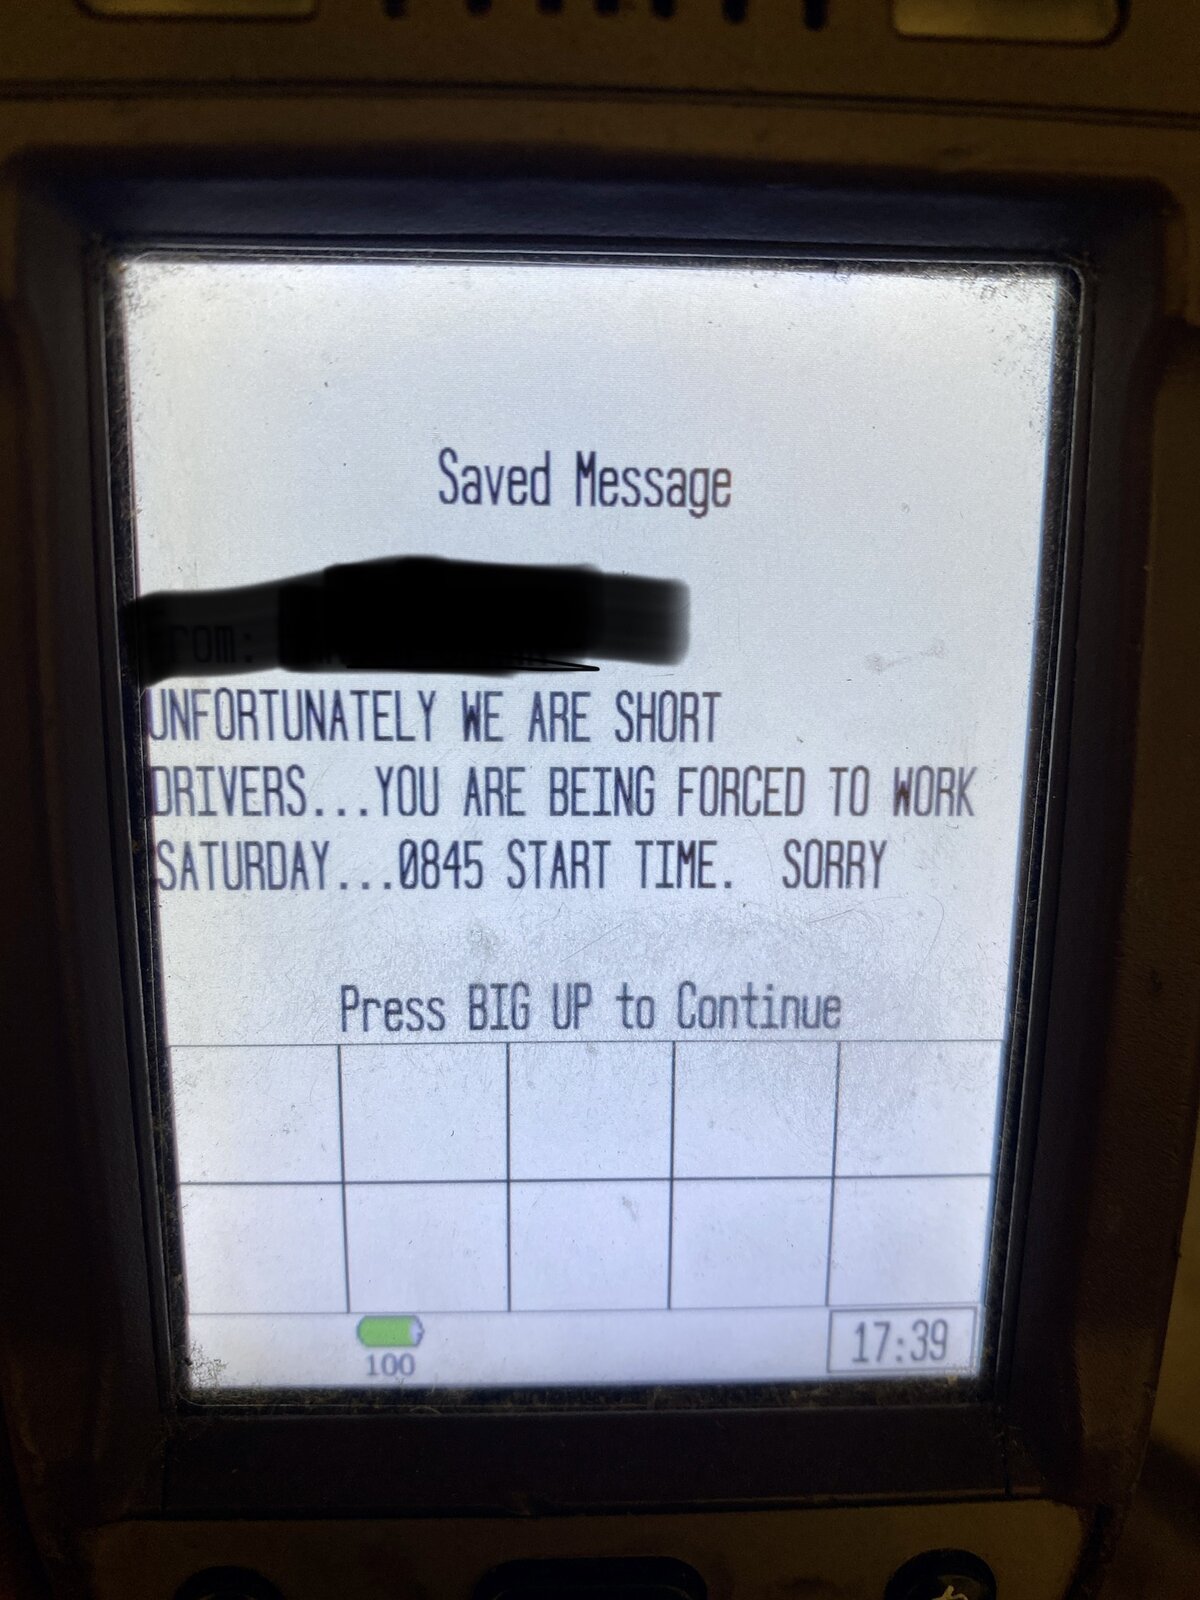 Saved Message
From:
UNFORTUNATELY WE ARE SHORT
DRIVERS...YOU ARE BEING FORCED TO WORK
SATURDAY...0845 START TIME.  SORRY
Press BIG UP to Continue
100
17:39